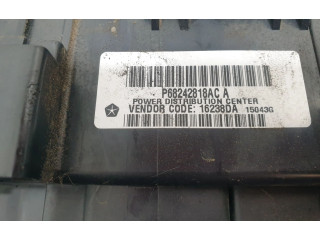 P68242818AC A
POWER DISTRIBUTION CENTER
VENDOR CODE: 16238DA 15043G